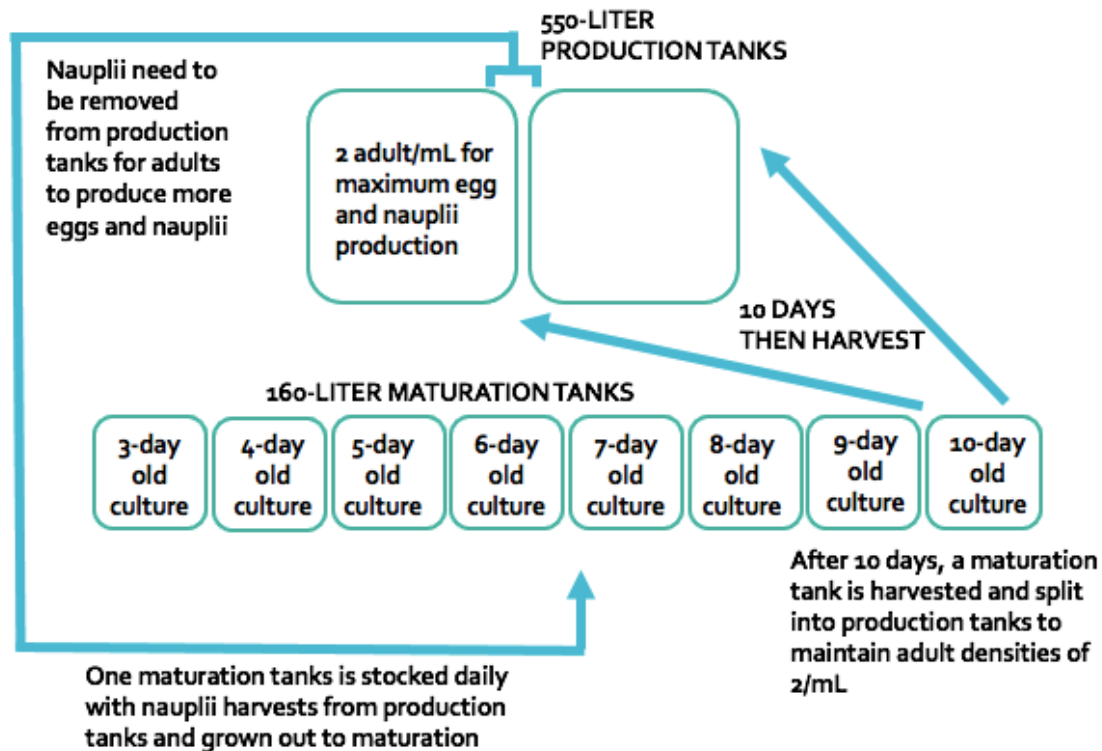 550-LITER
PRODUCTION TANKS
Nauplii need to
be removed
from production
tanks for adults
to produce more
eggs and nauplii
2 adult/mL for
maximum egg
and nauplii
production
10 DAYS
THEN HARVEST
160-LITER MATURATION TANKS
3-day
old
culture
4-day
old
culture
5-day
old
culture
6-day
old
culture
7-day
old
culture
8-day
old
culture
9-day
old
culture
10-day
old
culture
After 10 days, a maturation
tank is harvested and split
into production tanks to
maintain adult densities of
2/mL
One maturation tanks is stocked daily
with nauplii harvests from production
tanks and grown out to maturation